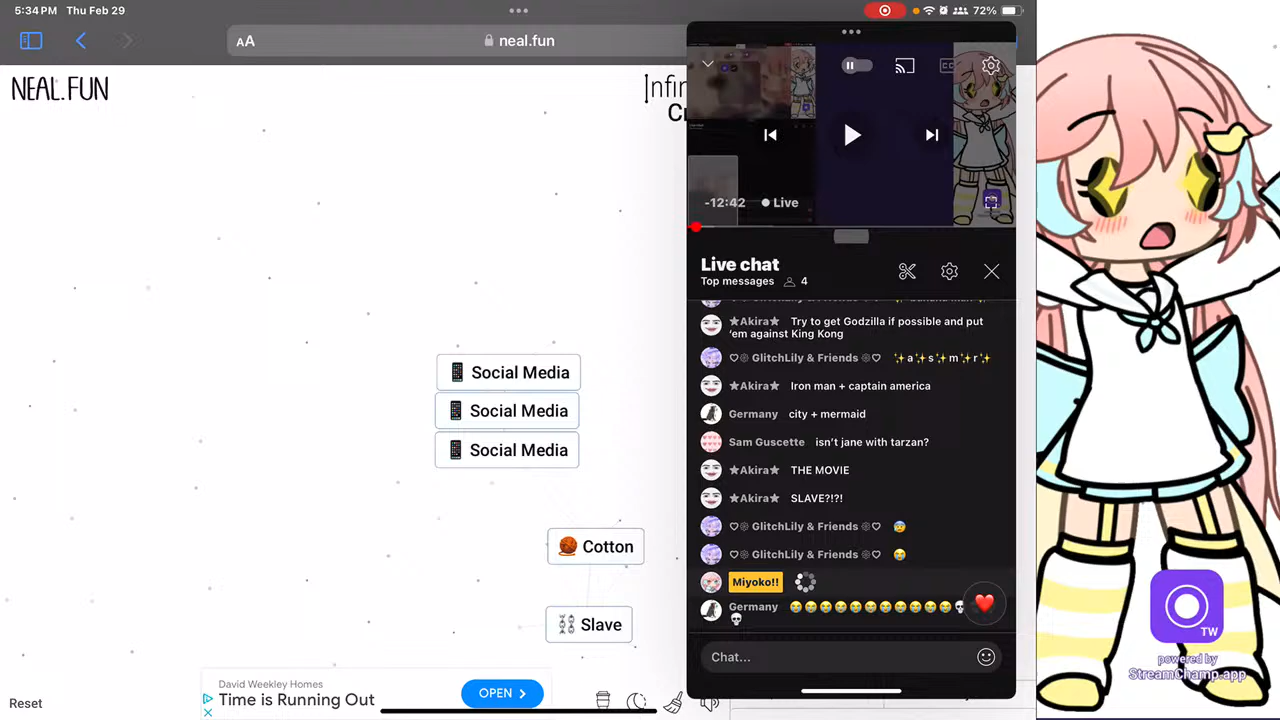 5:34 PM Thu Feb 29
72%
AA
neal.fun
NEAL.FUN
Infin
Cr
-12:42
Live
Live chat
Top messages 4
★Akira★ Try to get Godzilla if possible and put
'em against King Kong
♡❊ GlitchLily & Friends ❊♡ ✨a✨s✨m✨r✨
★Akira★ Iron man + captain america
Germany city + mermaid
Sam Guscette isn't jane with tarzan?
★Akira★ THE MOVIE
★Akira★ SLAVE?!?!
♡❊ GlitchLily & Friends ❊♡ 😰
♡❊ GlitchLily & Friends ❊♡ 😭
Miyoko!!
Germany 😭😭😭😭😭😭😭😭😭😭😭💀
💀
Chat...
📱 Social Media
📱 Social Media
📱 Social Media
🧶 Cotton
⛓️ Slave
David Weekley Homes
Time is Running Out
OPEN
Reset
TW
powered by
StreamChamp.app